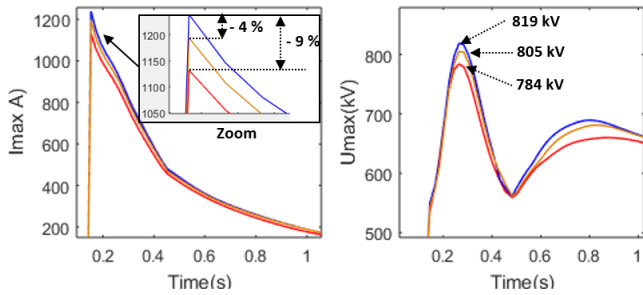 Imax A)
1200
1000
800
600
400
200
0.2
0.4
0.6
0.8
1
Time(s)
1200
1150
1100
1050
- 4 %
- 9 %
Zoom
Umax(kV)
800
700
600
500
0.2
0.4
0.6
0.8
1
Time(s)
819 kV
805 kV
784 kV